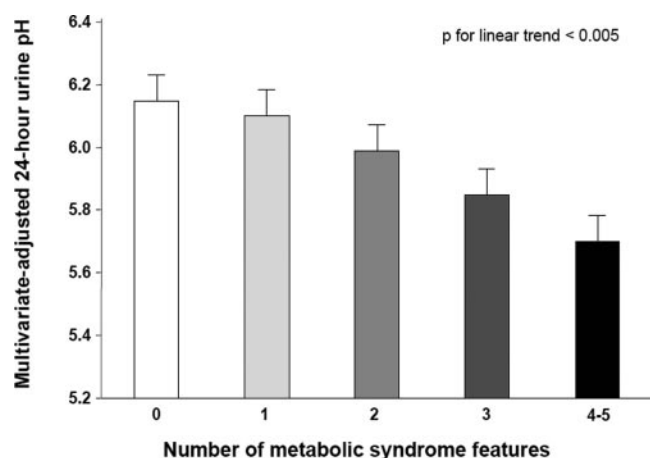 p for linear trend < 0.005
Multivariate-adjusted 24-hour urine pH
6.4
6.2
6.0
5.8
5.6
5.4
5.2
0 1 2 3 4-5
Number of metabolic syndrome features